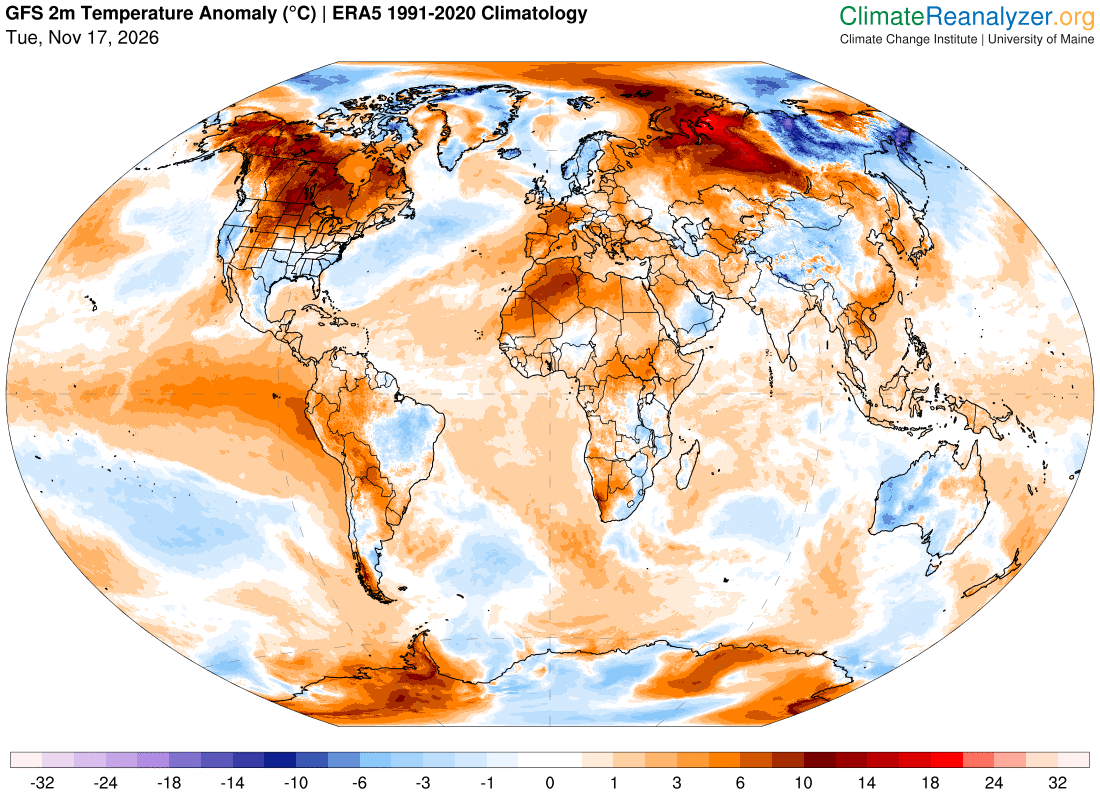 GFS 2m Temperature Anomaly (°C) | ERA5 1991-2020 Climatology
Tue, Nov 17, 2026
ClimateReanalyzer.org
Climate Change Institute | University of Maine
-32 -24 -18 -14 -10 -6 -3 -1 0 1 3 6 10 14 18 24 32